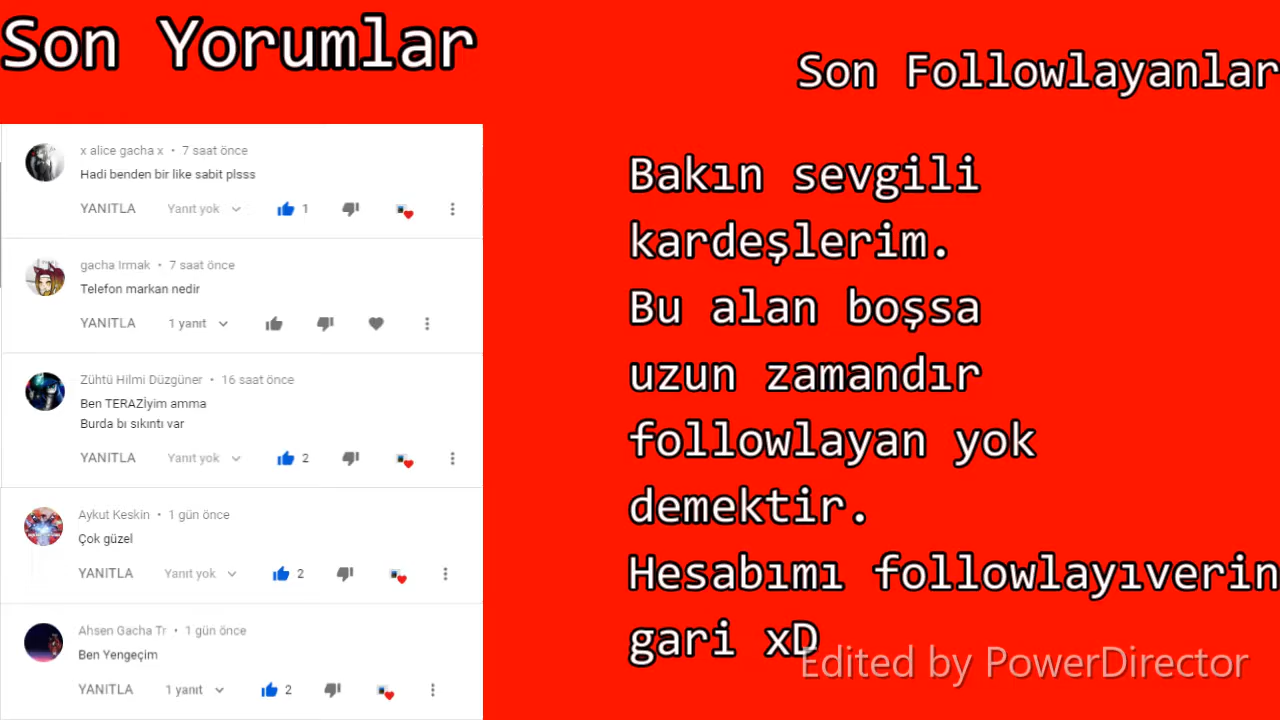 Son Yorumlar
x alice gacha x • 7 saat önce
Hadi benden bir like sabit plsss
YANITLA Yanıt yok 1
gacha Irmak • 7 saat önce
Telefon markan nedir
YANITLA 1 yanıt
Zühtü Hilmi Düzgüner • 16 saat önce
Ben TERAZİyim amma
Burda bı sıkıntı var
YANITLA Yanıt yok 2
Aykut Keskin • 1 gün önce
Çok güzel
YANITLA Yanıt yok 2
Ahsen Gacha Tr • 1 gün önce
Ben Yengeçim
YANITLA 1 yanıt 2
Son Followlayanlar
Bakın sevgili
kardeşlerim.
Bu alan boşsa
uzun zamandır
followlayan yok
demektir.
Hesabımı followlayıverin
gari xD
Edited by PowerDirector